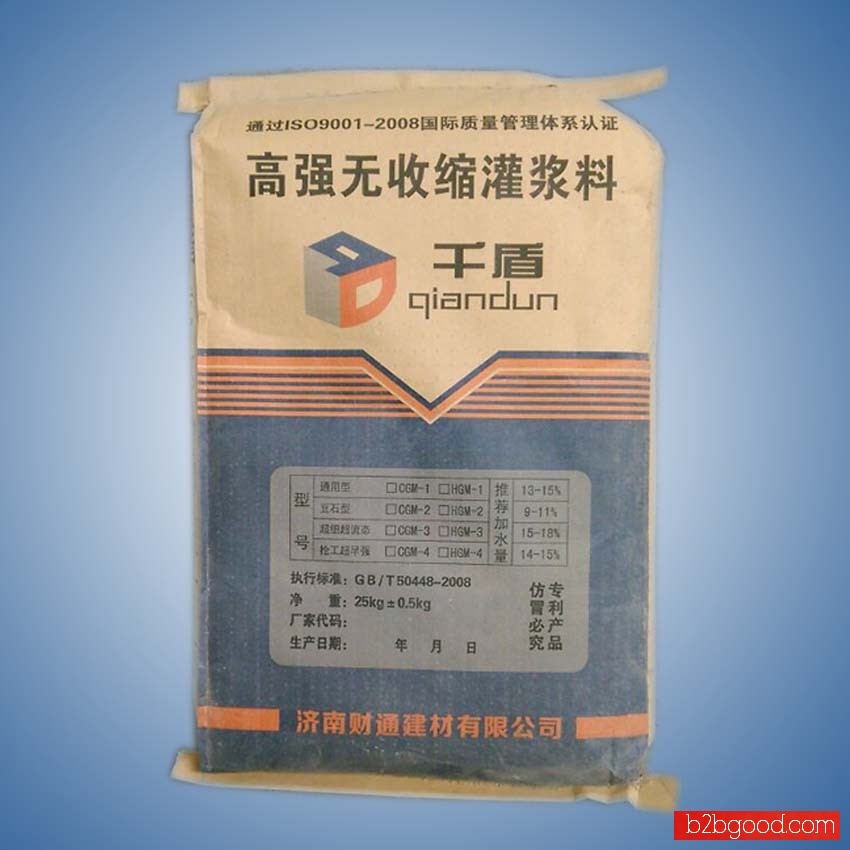 通过ISO9001-2008国际质量管理体系认证
高强无收缩灌浆料
千盾
qiandun
型号
推荐加水量
通用型 □CGM-1 □HGM-1 13-15%
豆石型 □CGM-2 □HGM-2 9-11%
超细超流态 □CGM-3 □HGM-3 15-18%
抢工超早强 □CGM-4 □HGM-4 14-15%
执行标准：GB/T50448-2008
净 重：25kg±0.5kg
厂家代码：
生产日期： 年 月 日
专利产品
仿冒必究
济南财通建材有限公司
b2bgood.com